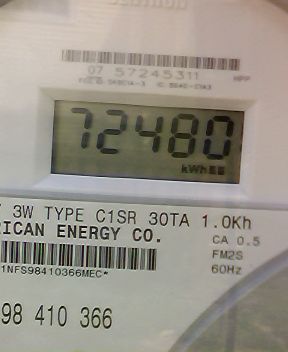 07 57245311
72480
kWh
3W TYPE C1SR 30TA 1.0Kh
RICAN ENERGY CO.
CA 0.5
FM2S
60Hz
1NFS98410366MEC*
98 410 366